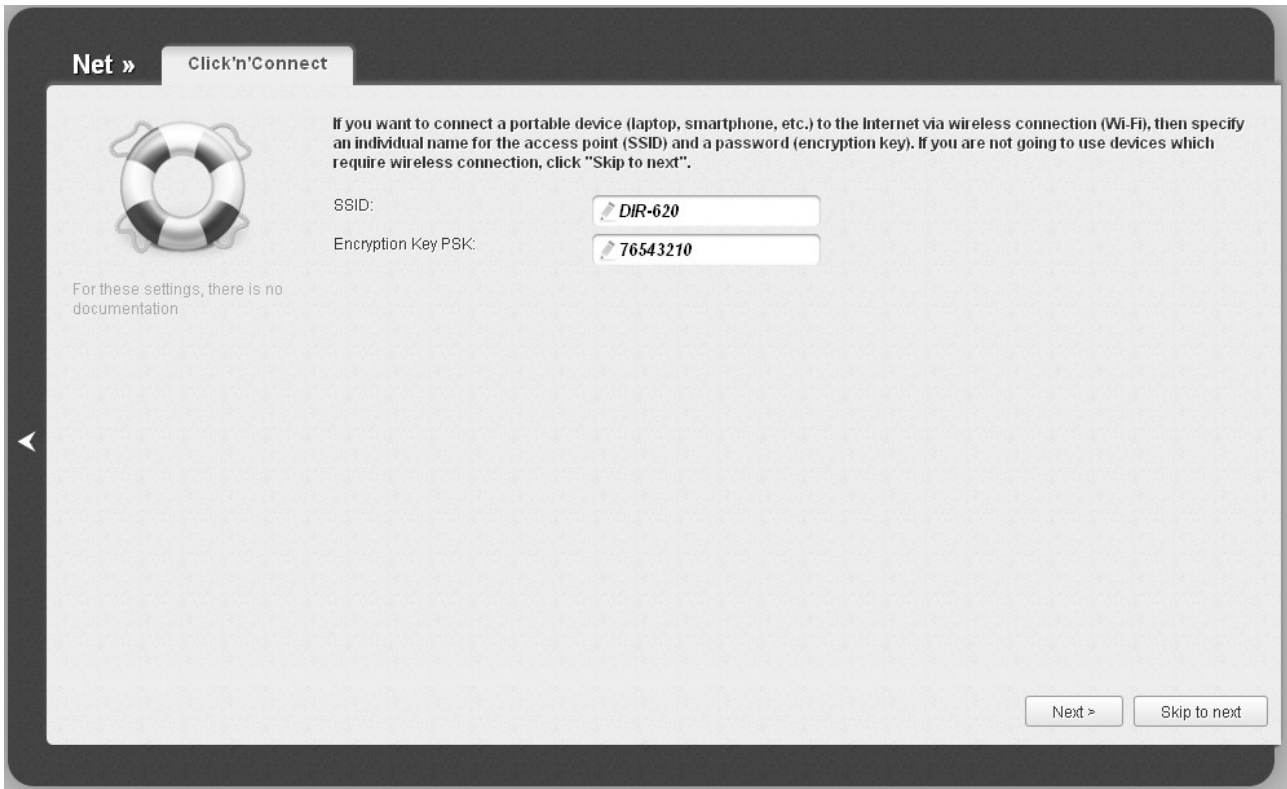 Net »
Click'n'Connect
If you want to connect a portable device (laptop, smartphone, etc.) to the Internet via wireless connection (Wi-Fi), then specify
an individual name for the access point (SSID) and a password (encryption key). If you are not going to use devices which
require wireless connection, click "Skip to next".
SSID:
DIR-620
Encryption Key PSK:
76543210
For these settings, there is no
documentation
Next >
Skip to next